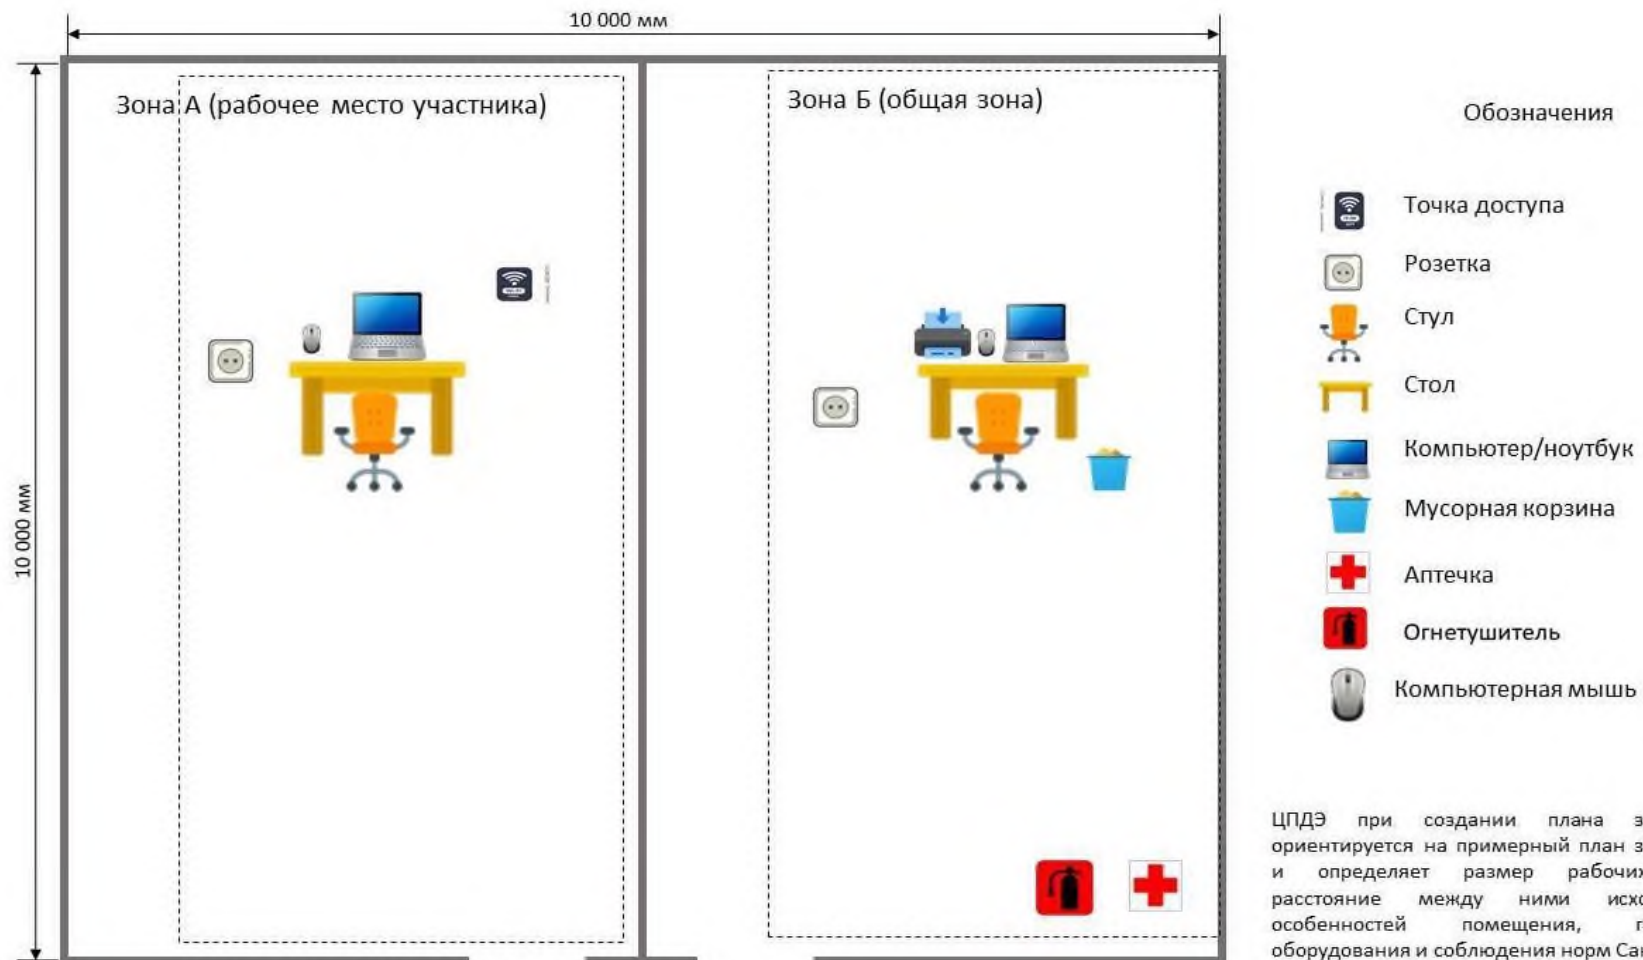 10 000 мм
10 000 мм
Зона А (рабочее место участника)
Зона Б (общая зона)
Обозначения
Точка доступа
Розетка
Стул
Стол
Компьютер/ноутбук
Мусорная корзина
Аптечка
Огнетушитель
Компьютерная мышь
ЦПДЭ при создании плана з
ориентируется на примерный план з
и определяет размер рабочих
расстояние между ними исхо
особенностей помещения, п
оборудования и соблюдения норм Сан